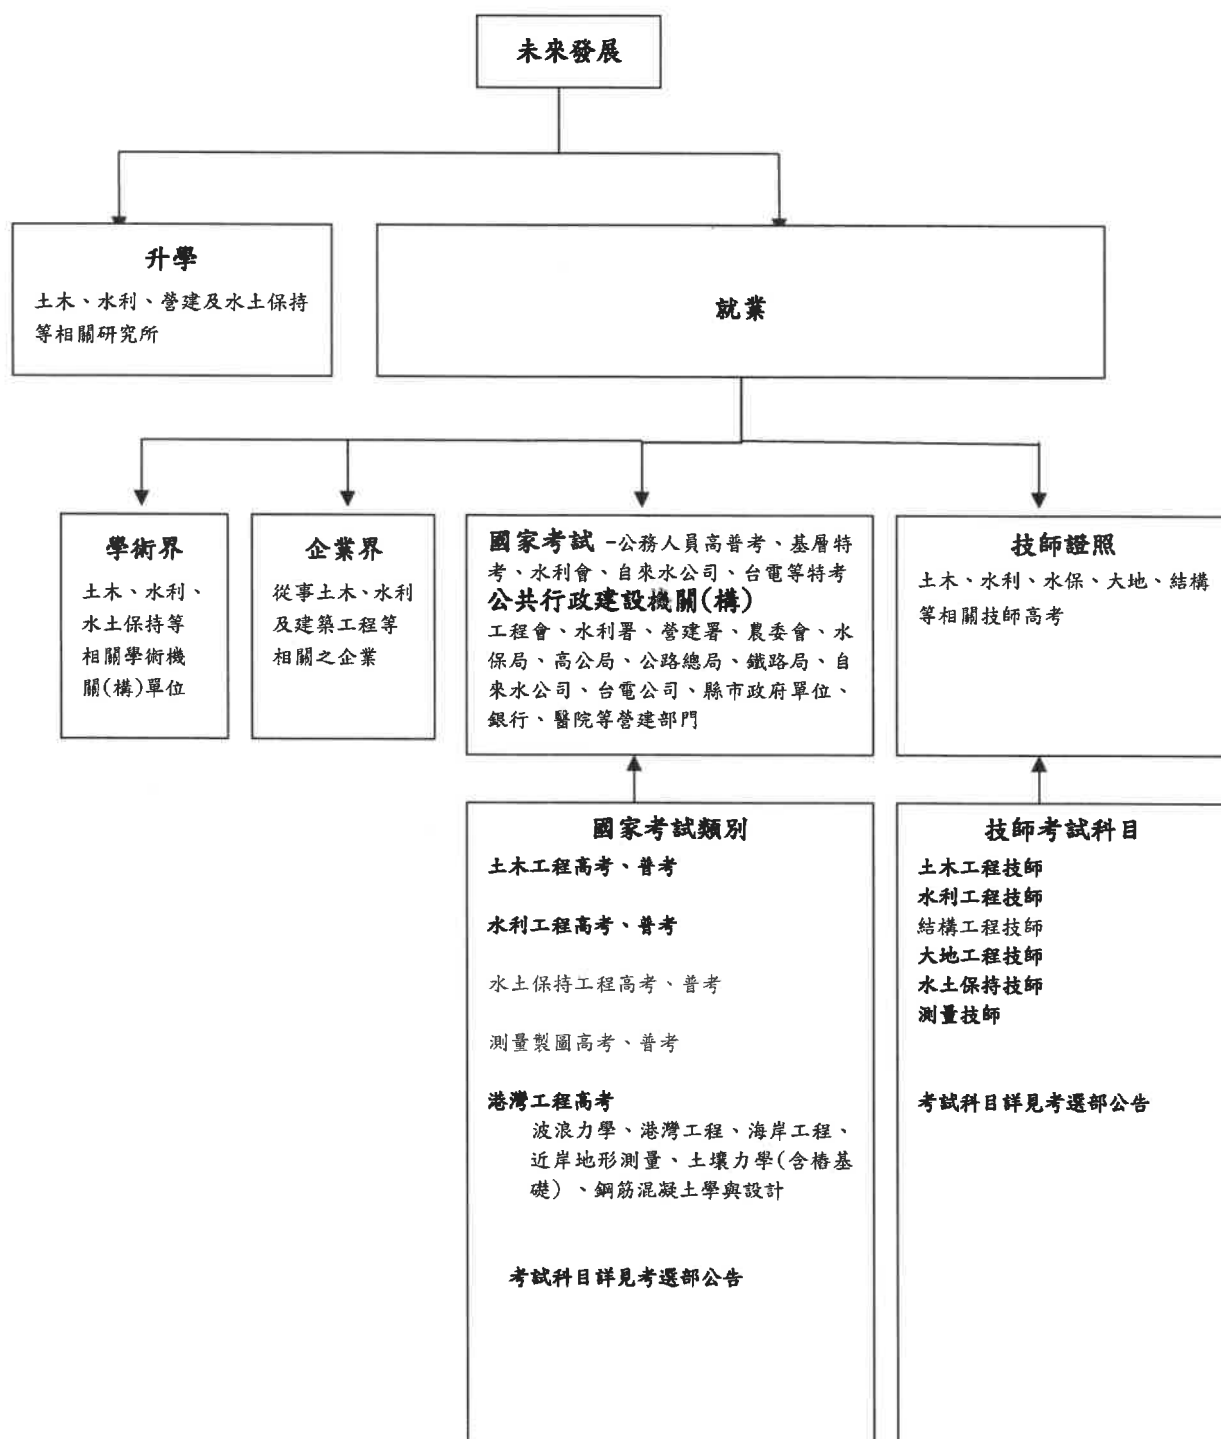 未來發展
升學
土木、水利、營建及水土保持
等相關研究所
就業
學術界
土木、水利、
水土保持等
相關學術機
關(構)單位
企業界
從事土木、水利
及建築工程等
相關之企業
國家考試 -公務人員高普考、基層特
考、水利會、自來水公司、台電等特考
公共行政建設機關(構)
工程會、水利署、營建署、農委會、水
保局、高公局、公路總局、鐵路局、自
來水公司、台電公司、縣市政府單位、
銀行、醫院等營建部門
技師證照
土木、水利、水保、大地、結構
等相關技師高考
國家考試類別
土木工程高考、普考
水利工程高考、普考
水土保持工程高考、普考
測量製圖高考、普考
港灣工程高考
波浪力學、港灣工程、海岸工程、
近岸地形測量、土壤力學(含樁基
礎)、鋼筋混凝土學與設計
考試科目詳見考選部公告
技師考試科目
土木工程技師
水利工程技師
結構工程技師
大地工程技師
水土保持技師
測量技師
考試科目詳見考選部公告